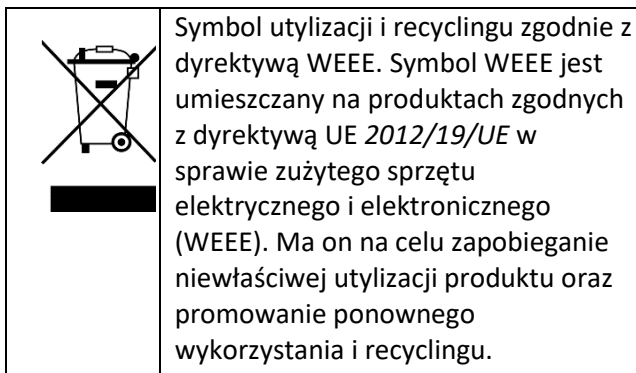 Symbol utylizacji i recyclingu zgodnie z
dyrektywą WEEE. Symbol WEEE jest
umieszczany na produktach zgodnych
z dyrektywą UE 2012/19/UE w
sprawie zużytego sprzętu
elektrycznego i elektronicznego
(WEEE). Ma on na celu zapobieganie
niewłaściwej utylizacji produktu oraz
promowanie ponownego
wykorzystania i recyclingu.